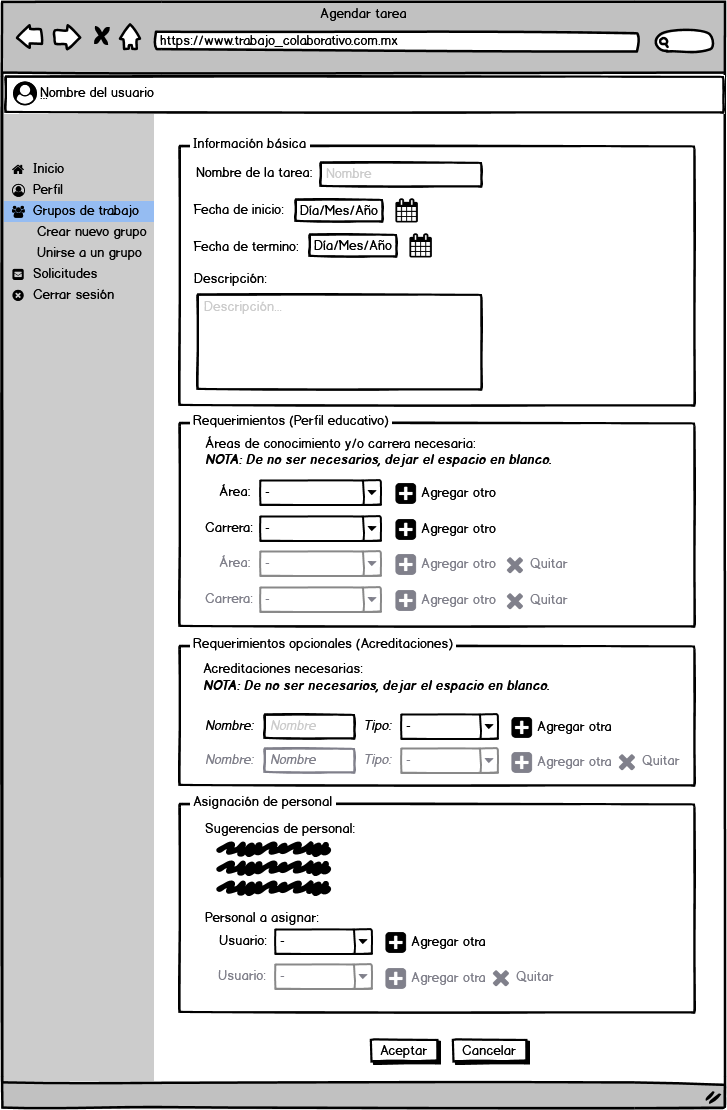 Agendar tarea
https://www.trabajo_colaborativo.com.mx
Nombre del usuario
Inicio
Perfil
Grupos de trabajo
Crear nuevo grupo
Unirse a un grupo
Solicitudes
Cerrar sesión
Información básica
Nombre de la tarea: Nombre
Fecha de inicio: Día/Mes/Año
Fecha de termino: Día/Mes/Año
Descripción:
Descripción...
Requerimientos (Perfil educativo)
Áreas de conocimiento y/o carrera necesaria:
NOTA: De no ser necesarios, dejar el espacio en blanco.
Área: - Agregar otro
Carrera: - Agregar otro
Área: - Agregar otro Quitar
Carrera: - Agregar otro Quitar
Requerimientos opcionales (Acreditaciones)
Acreditaciones necesarias:
NOTA: De no ser necesarios, dejar el espacio en blanco.
Nombre: Nombre Tipo: - Agregar otra
Nombre: Nombre Tipo: - Agregar otra Quitar
Asignación de personal
Sugerencias de personal:
Personal a asignar:
Usuario: - Agregar otra
Usuario: - Agregar otra Quitar
Aceptar Cancelar